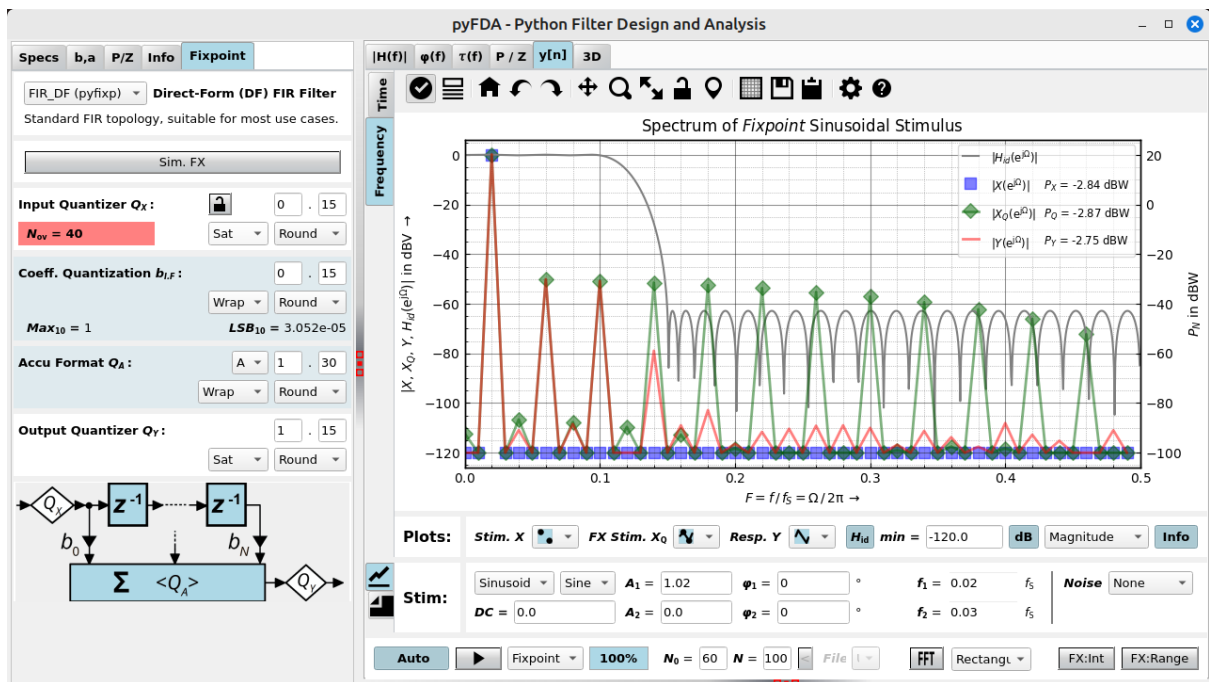 pyFDA - Python Filter Design and Analysis
Specs b,a P/Z Info Fixpoint
FIR_DF (pyfixp) Direct-Form (DF) FIR Filter
Standard FIR topology, suitable for most use cases.
Sim. FX
Input Quantizer Q_X: 0 . 15
N_ov = 40 Sat Round
Coeff. Quantization b_I.F: 0 . 15
Wrap Round
Max_10 = 1 LSB_10 = 3.052e-05
Accu Format Q_A: A 1 . 30
Wrap Round
Output Quantizer Q_Y: 1 . 15
Sat Round
Q_X z⁻¹ z⁻¹
b_0 b_N
Σ <Q_A> Q_Y
|H(f)| φ(f) τ(f) P / Z y[n] 3D
Time
Frequency
Spectrum of Fixpoint Sinusoidal Stimulus
|X, X_Q, Y, H_id(e^jΩ)| in dBV →
0
−20
−40
−60
−80
−100
−120
|H_id(e^jΩ)|
|X(e^jΩ)| P_X = -2.84 dBW
|X_Q(e^jΩ)| P_Q = -2.87 dBW
|Y(e^jΩ)| P_Y = -2.75 dBW
20
0
−20
−40
−60
−80
−100
P_N in dBW
0.0 0.1 0.2 0.3 0.4 0.5
F = f / f_S = Ω / 2π →
Plots: Stim. X FX Stim. X_Q Resp. Y H_id min = -120.0 dB Magnitude Info
Stim: Sinusoid Sine A_1 = 1.02 φ_1 = 0 ° f_1 = 0.02 f_S Noise None
DC = 0.0 A_2 = 0.0 φ_2 = 0 ° f_2 = 0.03 f_S
Auto Fixpoint 100% N_0 = 60 N = 100 < File FFT Rectangu FX:Int FX:Range